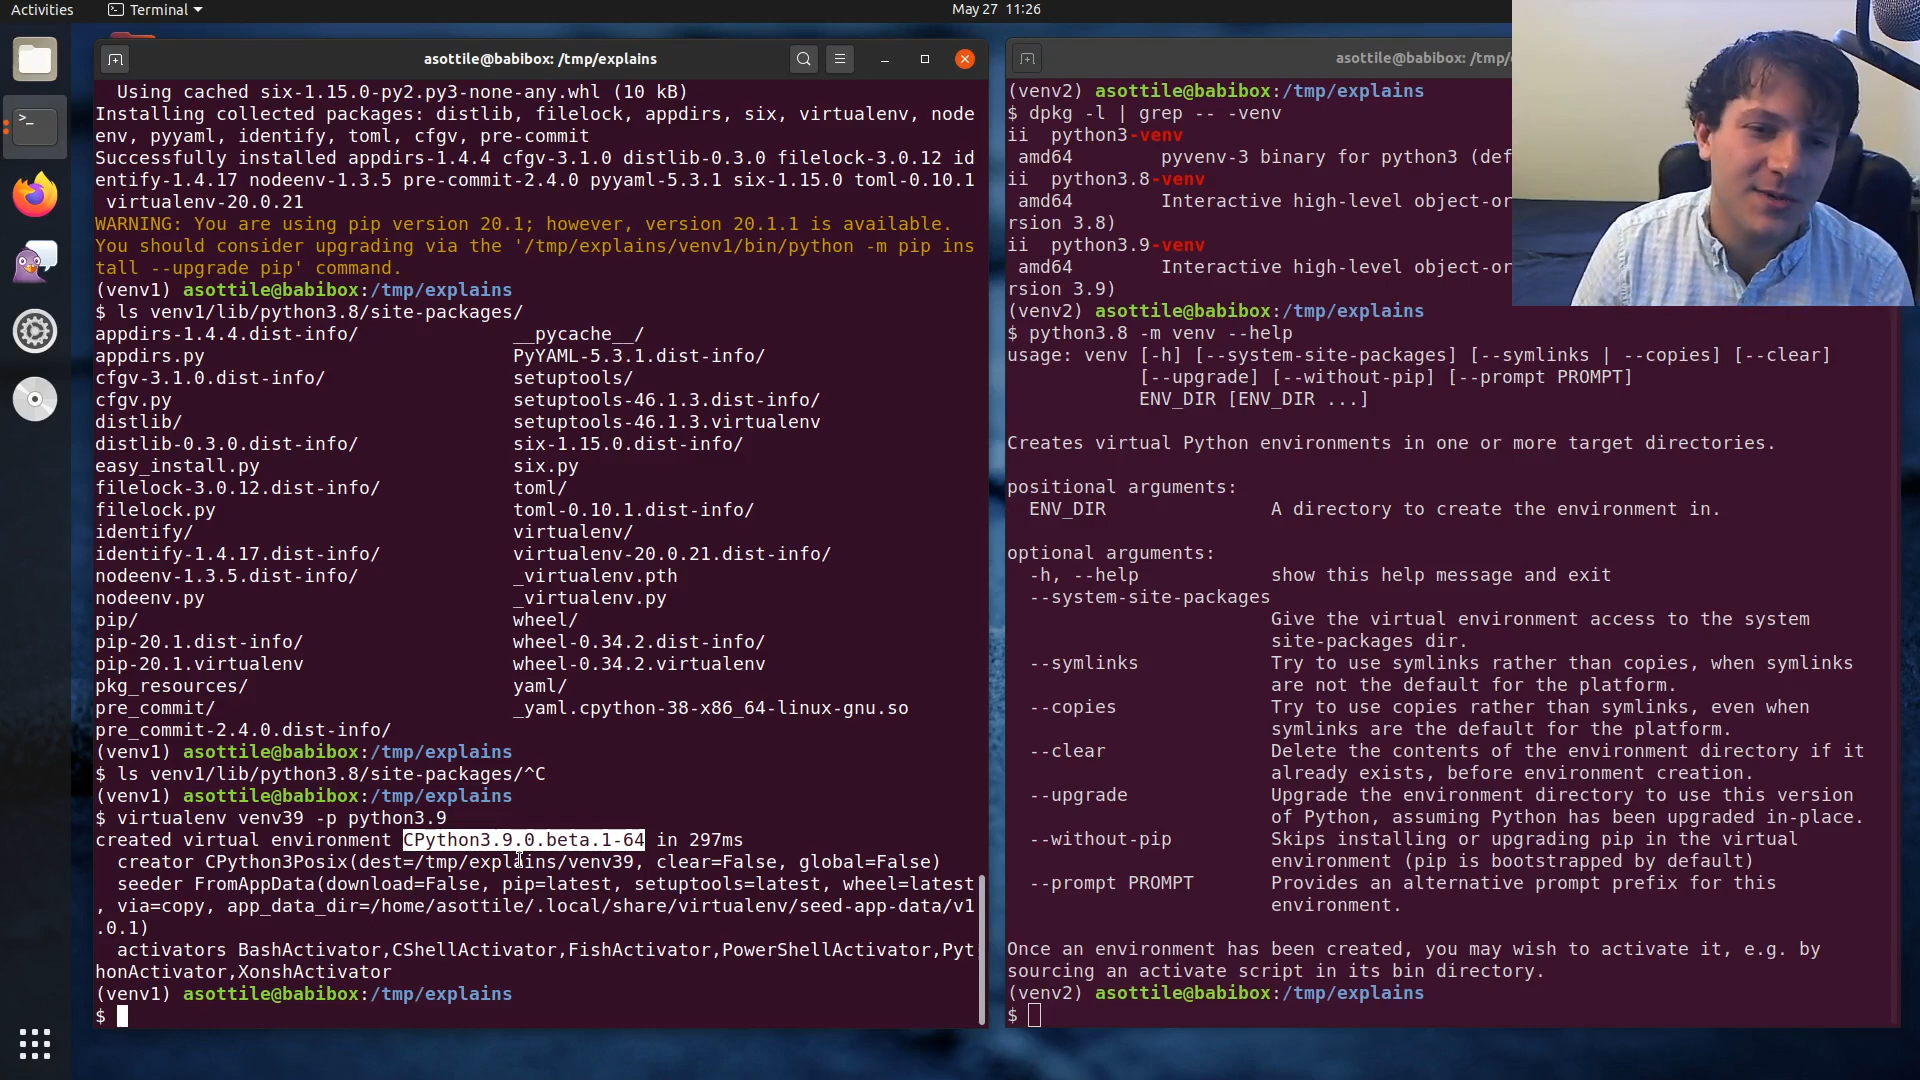 Activities
Terminal
May 27 11:26
asottile@babibox: /tmp/explains
Using cached six-1.15.0-py2.py3-none-any.whl (10 kB)
Installing collected packages: distlib, filelock, appdirs, six, virtualenv, node
env, pyyaml, identify, toml, cfgv, pre-commit
Successfully installed appdirs-1.4.4 cfgv-3.1.0 distlib-0.3.0 filelock-3.0.12 id
entify-1.4.17 nodeenv-1.3.5 pre-commit-2.4.0 pyyaml-5.3.1 six-1.15.0 toml-0.10.1
virtualenv-20.0.21
WARNING: You are using pip version 20.1; however, version 20.1.1 is available.
You should consider upgrading via the '/tmp/explains/venv1/bin/python -m pip ins
tall --upgrade pip' command.
(venv1) asottile@babibox:/tmp/explains
$ ls venv1/lib/python3.8/site-packages/
appdirs-1.4.4.dist-info/ __pycache__/
appdirs.py PyYAML-5.3.1.dist-info/
cfgv-3.1.0.dist-info/ setuptools/
cfgv.py setuptools-46.1.3.dist-info/
distlib/ setuptools-46.1.3.virtualenv
distlib-0.3.0.dist-info/ six-1.15.0.dist-info/
easy_install.py six.py
filelock-3.0.12.dist-info/ toml/
filelock.py toml-0.10.1.dist-info/
identify/ virtualenv/
identify-1.4.17.dist-info/ virtualenv-20.0.21.dist-info/
nodeenv-1.3.5.dist-info/ _virtualenv.pth
nodeenv.py _virtualenv.py
pip/ wheel/
pip-20.1.dist-info/ wheel-0.34.2.dist-info/
pip-20.1.virtualenv wheel-0.34.2.virtualenv
pkg_resources/ yaml/
pre_commit/ _yaml.cpython-38-x86_64-linux-gnu.so
pre_commit-2.4.0.dist-info/
(venv1) asottile@babibox:/tmp/explains
$ ls venv1/lib/python3.8/site-packages/^C
(venv1) asottile@babibox:/tmp/explains
$ virtualenv venv39 -p python3.9
created virtual environment CPython3.9.0.beta.1-64 in 297ms
creator CPython3Posix(dest=/tmp/explains/venv39, clear=False, global=False)
seeder FromAppData(download=False, pip=latest, setuptools=latest, wheel=latest
, via=copy, app_data_dir=/home/asottile/.local/share/virtualenv/seed-app-data/v1
.0.1)
activators BashActivator,CShellActivator,FishActivator,PowerShellActivator,Pyt
honActivator,XonshActivator
(venv1) asottile@babibox:/tmp/explains
$
asottile@babibox: /tmp/
(venv2) asottile@babibox:/tmp/explains
$ dpkg -l | grep -- -venv
ii python3-venv
amd64 pyvenv-3 binary for python3 (def
ii python3.8-venv
amd64 Interactive high-level object-or
rsion 3.8)
ii python3.9-venv
amd64 Interactive high-level object-or
rsion 3.9)
(venv2) asottile@babibox:/tmp/explains
$ python3.8 -m venv --help
usage: venv [-h] [--system-site-packages] [--symlinks | --copies] [--clear]
[--upgrade] [--without-pip] [--prompt PROMPT]
ENV_DIR [ENV_DIR ...]
Creates virtual Python environments in one or more target directories.
positional arguments:
ENV_DIR A directory to create the environment in.
optional arguments:
-h, --help show this help message and exit
--system-site-packages
Give the virtual environment access to the system
site-packages dir.
--symlinks Try to use symlinks rather than copies, when symlinks
are not the default for the platform.
--copies Try to use copies rather than symlinks, even when
symlinks are the default for the platform.
--clear Delete the contents of the environment directory if it
already exists, before environment creation.
--upgrade Upgrade the environment directory to use this version
of Python, assuming Python has been upgraded in-place.
--without-pip Skips installing or upgrading pip in the virtual
environment (pip is bootstrapped by default)
--prompt PROMPT Provides an alternative prompt prefix for this
environment.
Once an environment has been created, you may wish to activate it, e.g. by
sourcing an activate script in its bin directory.
(venv2) asottile@babibox:/tmp/explains
$